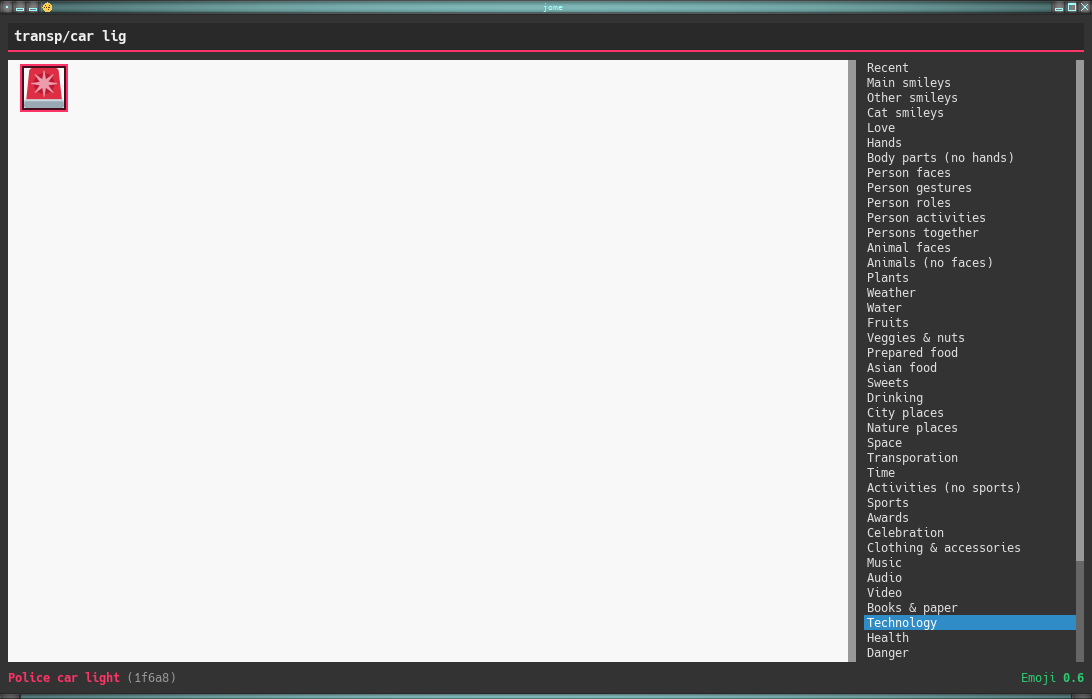 jome
transp/car lig
Recent
Main smileys
Other smileys
Cat smileys
Love
Hands
Body parts (no hands)
Person faces
Person gestures
Person roles
Person activities
Persons together
Animal faces
Animals (no faces)
Plants
Weather
Water
Fruits
Veggies & nuts
Prepared food
Asian food
Sweets
Drinking
City places
Nature places
Space
Transporation
Time
Activities (no sports)
Sports
Awards
Celebration
Clothing & accessories
Music
Audio
Video
Books & paper
Technology
Health
Danger
Police car light (1f6a8)
Emoji 0.6